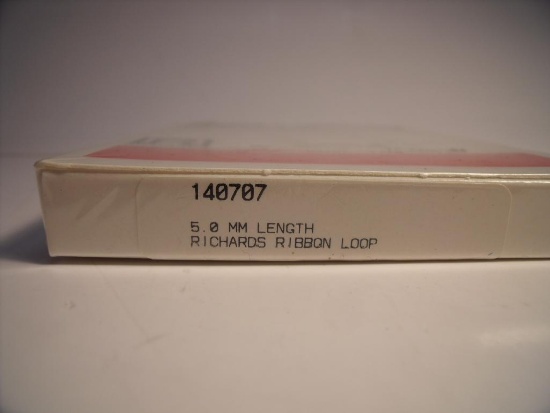 140707
5.0 MM LENGTH
RICHARDS RIBBON LOOP